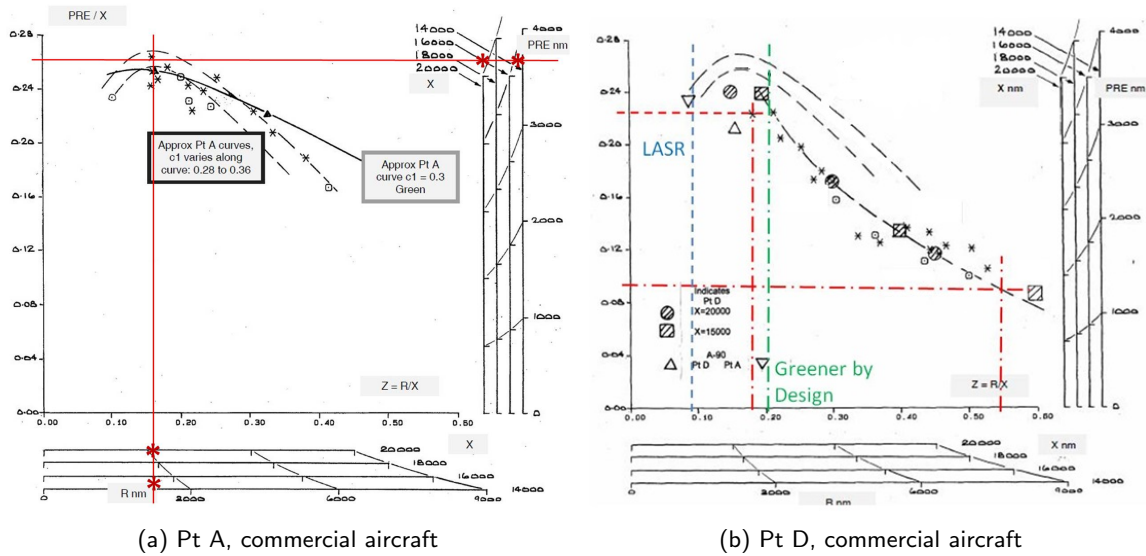 PRE / X
0.28
0.24
0.20
0.16
0.12
0.08
0.04
0.00
0.00
0.10
0.20
0.30
0.40
0.50
Z = R/X
Approx Pt A curves,
c1 varies along
curve: 0.28 to 0.36
Approx Pt A
curve c1 = 0.3
Green
14000
16000
18000
20000
X
PRE nm
4000
3000
2000
1000
0
X
20000
18000
16000
14000
R nm
2000
6000
9000
(a) Pt A, commercial aircraft
0.28
0.24
0.20
0.16
0.12
0.08
0.04
0.00
0.00
0.10
0.20
0.30
0.40
0.50
0.60
LASR
Indicates
Pt D
X=20000
X=15000
A-90
Pt D
Pt A
Greener by
Design
Z = R/X
14000
16000
18000
20000
X nm
PRE nm
4000
3000
2000
1000
0
X nm
20000
18000
16000
14000
2000
6000
9000
R nm
(b) Pt D, commercial aircraft